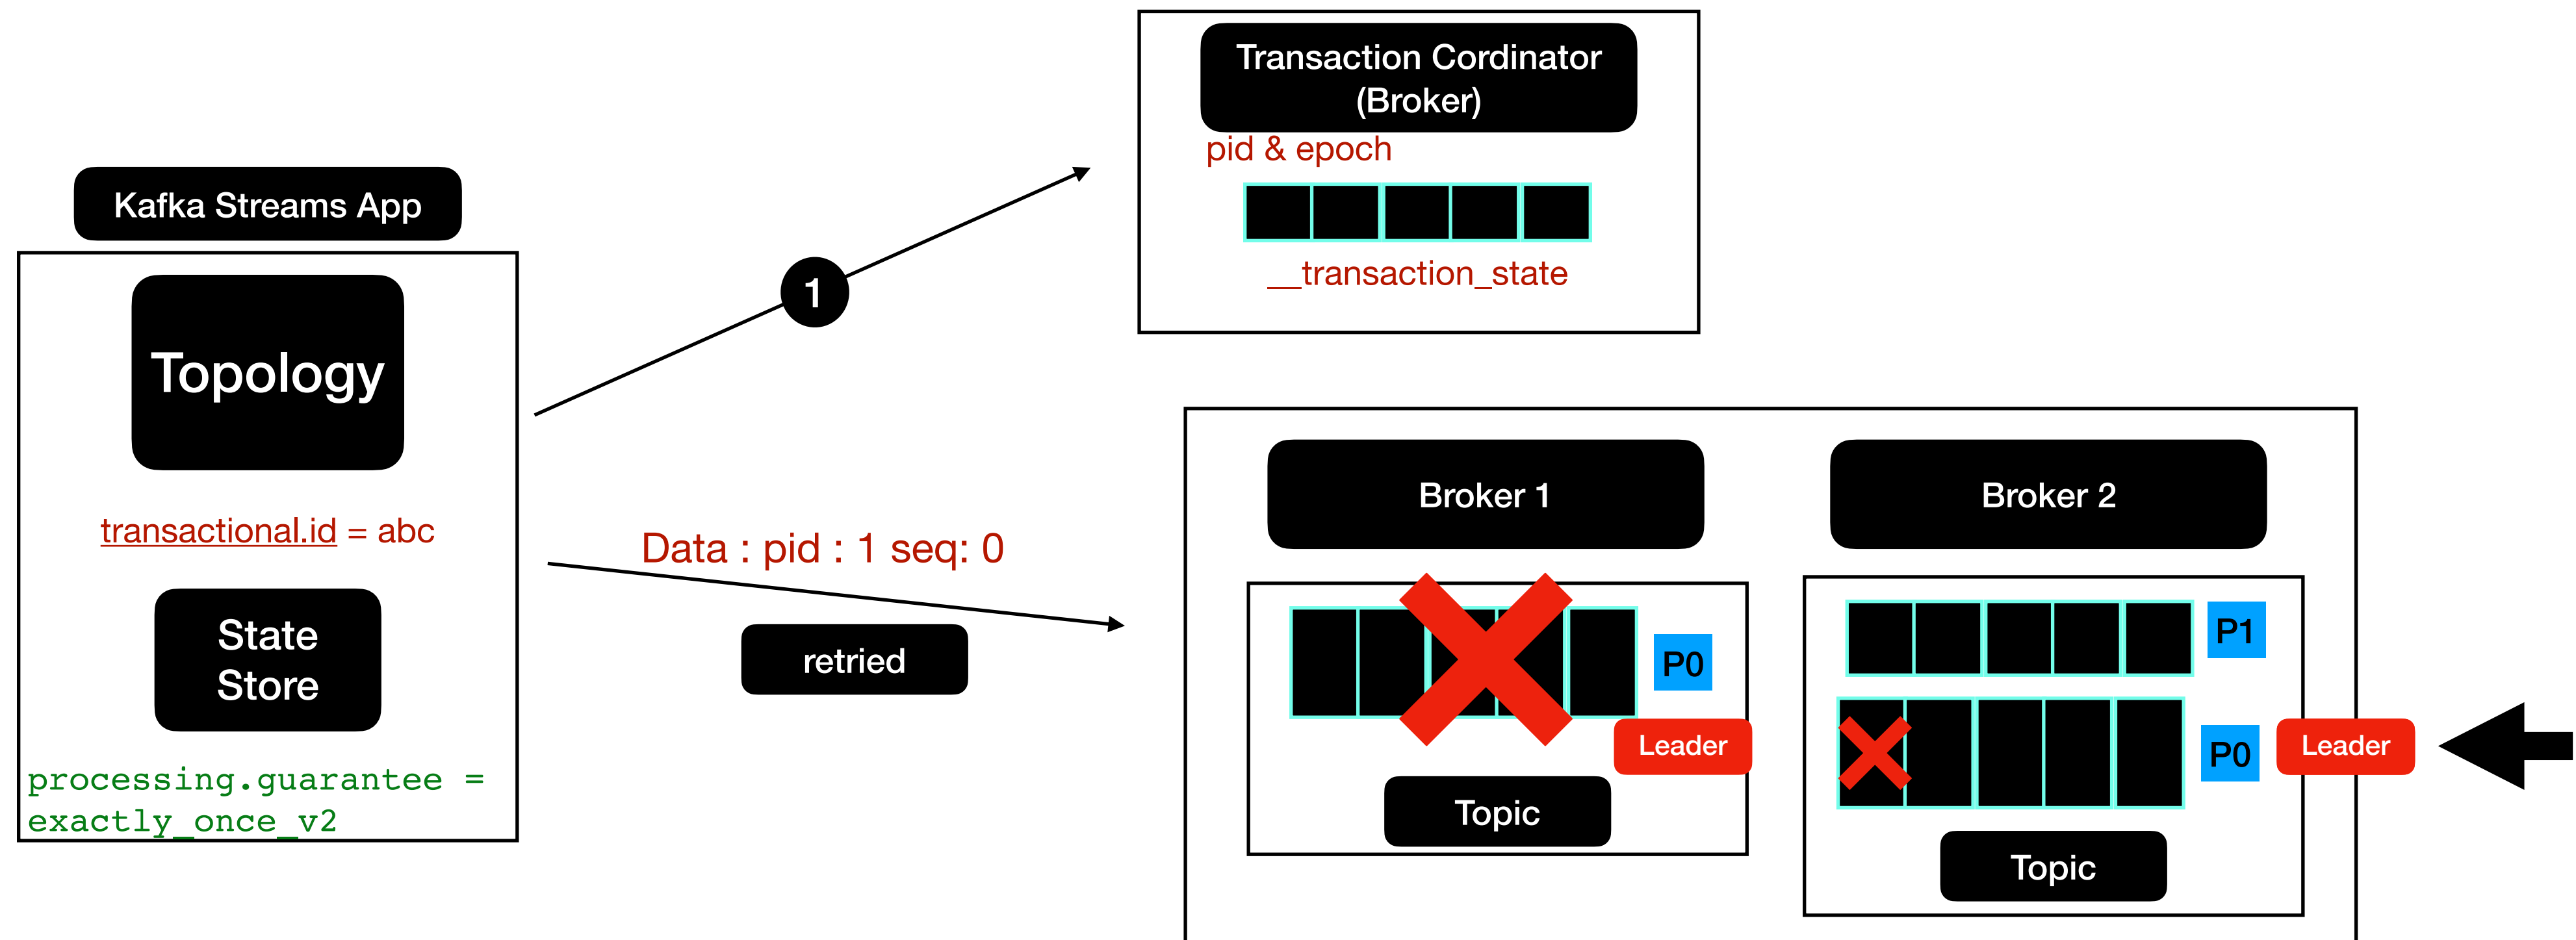 Transaction Cordinator
(Broker)
pid & epoch
__transaction_state
Kafka Streams App
1
Topology
transactional.id = abc
State
Store
processing.guarantee =
exactly_once_v2
Data : pid : 1 seq: 0
retried
Broker 1
P0
Leader
Topic
Broker 2
P1
P0
Leader
Topic